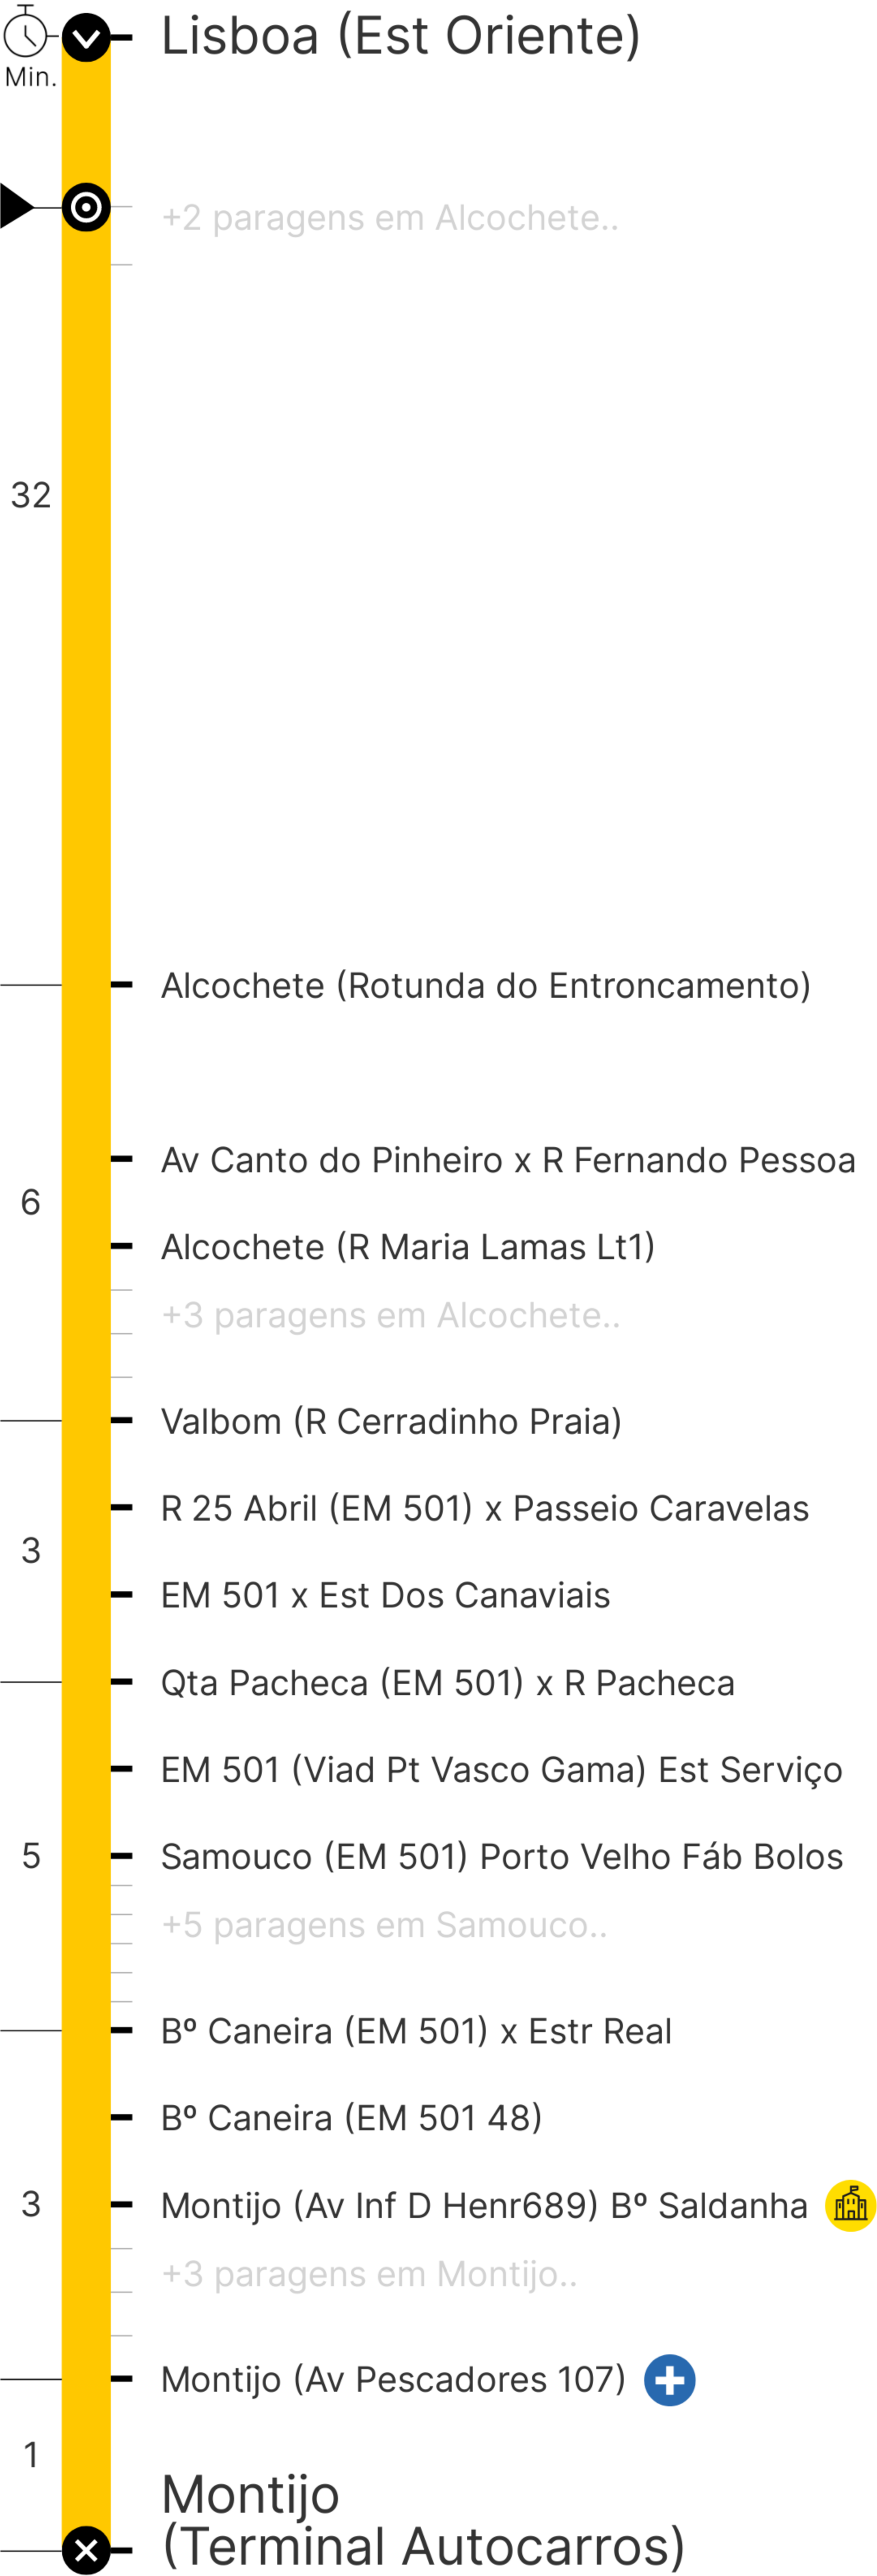 Lisboa (Est Oriente)
Min.
+2 paragens em Alcochete..
32
Alcochete (Rotunda do Entroncamento)
Av Canto do Pinheiro x R Fernando Pessoa
6
Alcochete (R Maria Lamas Lt1)
+3 paragens em Alcochete..
Valbom (R Cerradinho Praia)
R 25 Abril (EM 501) x Passeio Caravelas
3
EM 501 x Est Dos Canaviais
Qta Pacheca (EM 501) x R Pacheca
EM 501 (Viad Pt Vasco Gama) Est Serviço
5
Samouco (EM 501) Porto Velho Fáb Bolos
+5 paragens em Samouco..
Bº Caneira (EM 501) x Estr Real
Bº Caneira (EM 501 48)
3
Montijo (Av Inf D Henr689) Bº Saldanha
+3 paragens em Montijo..
Montijo (Av Pescadores 107)
1
Montijo
(Terminal Autocarros)